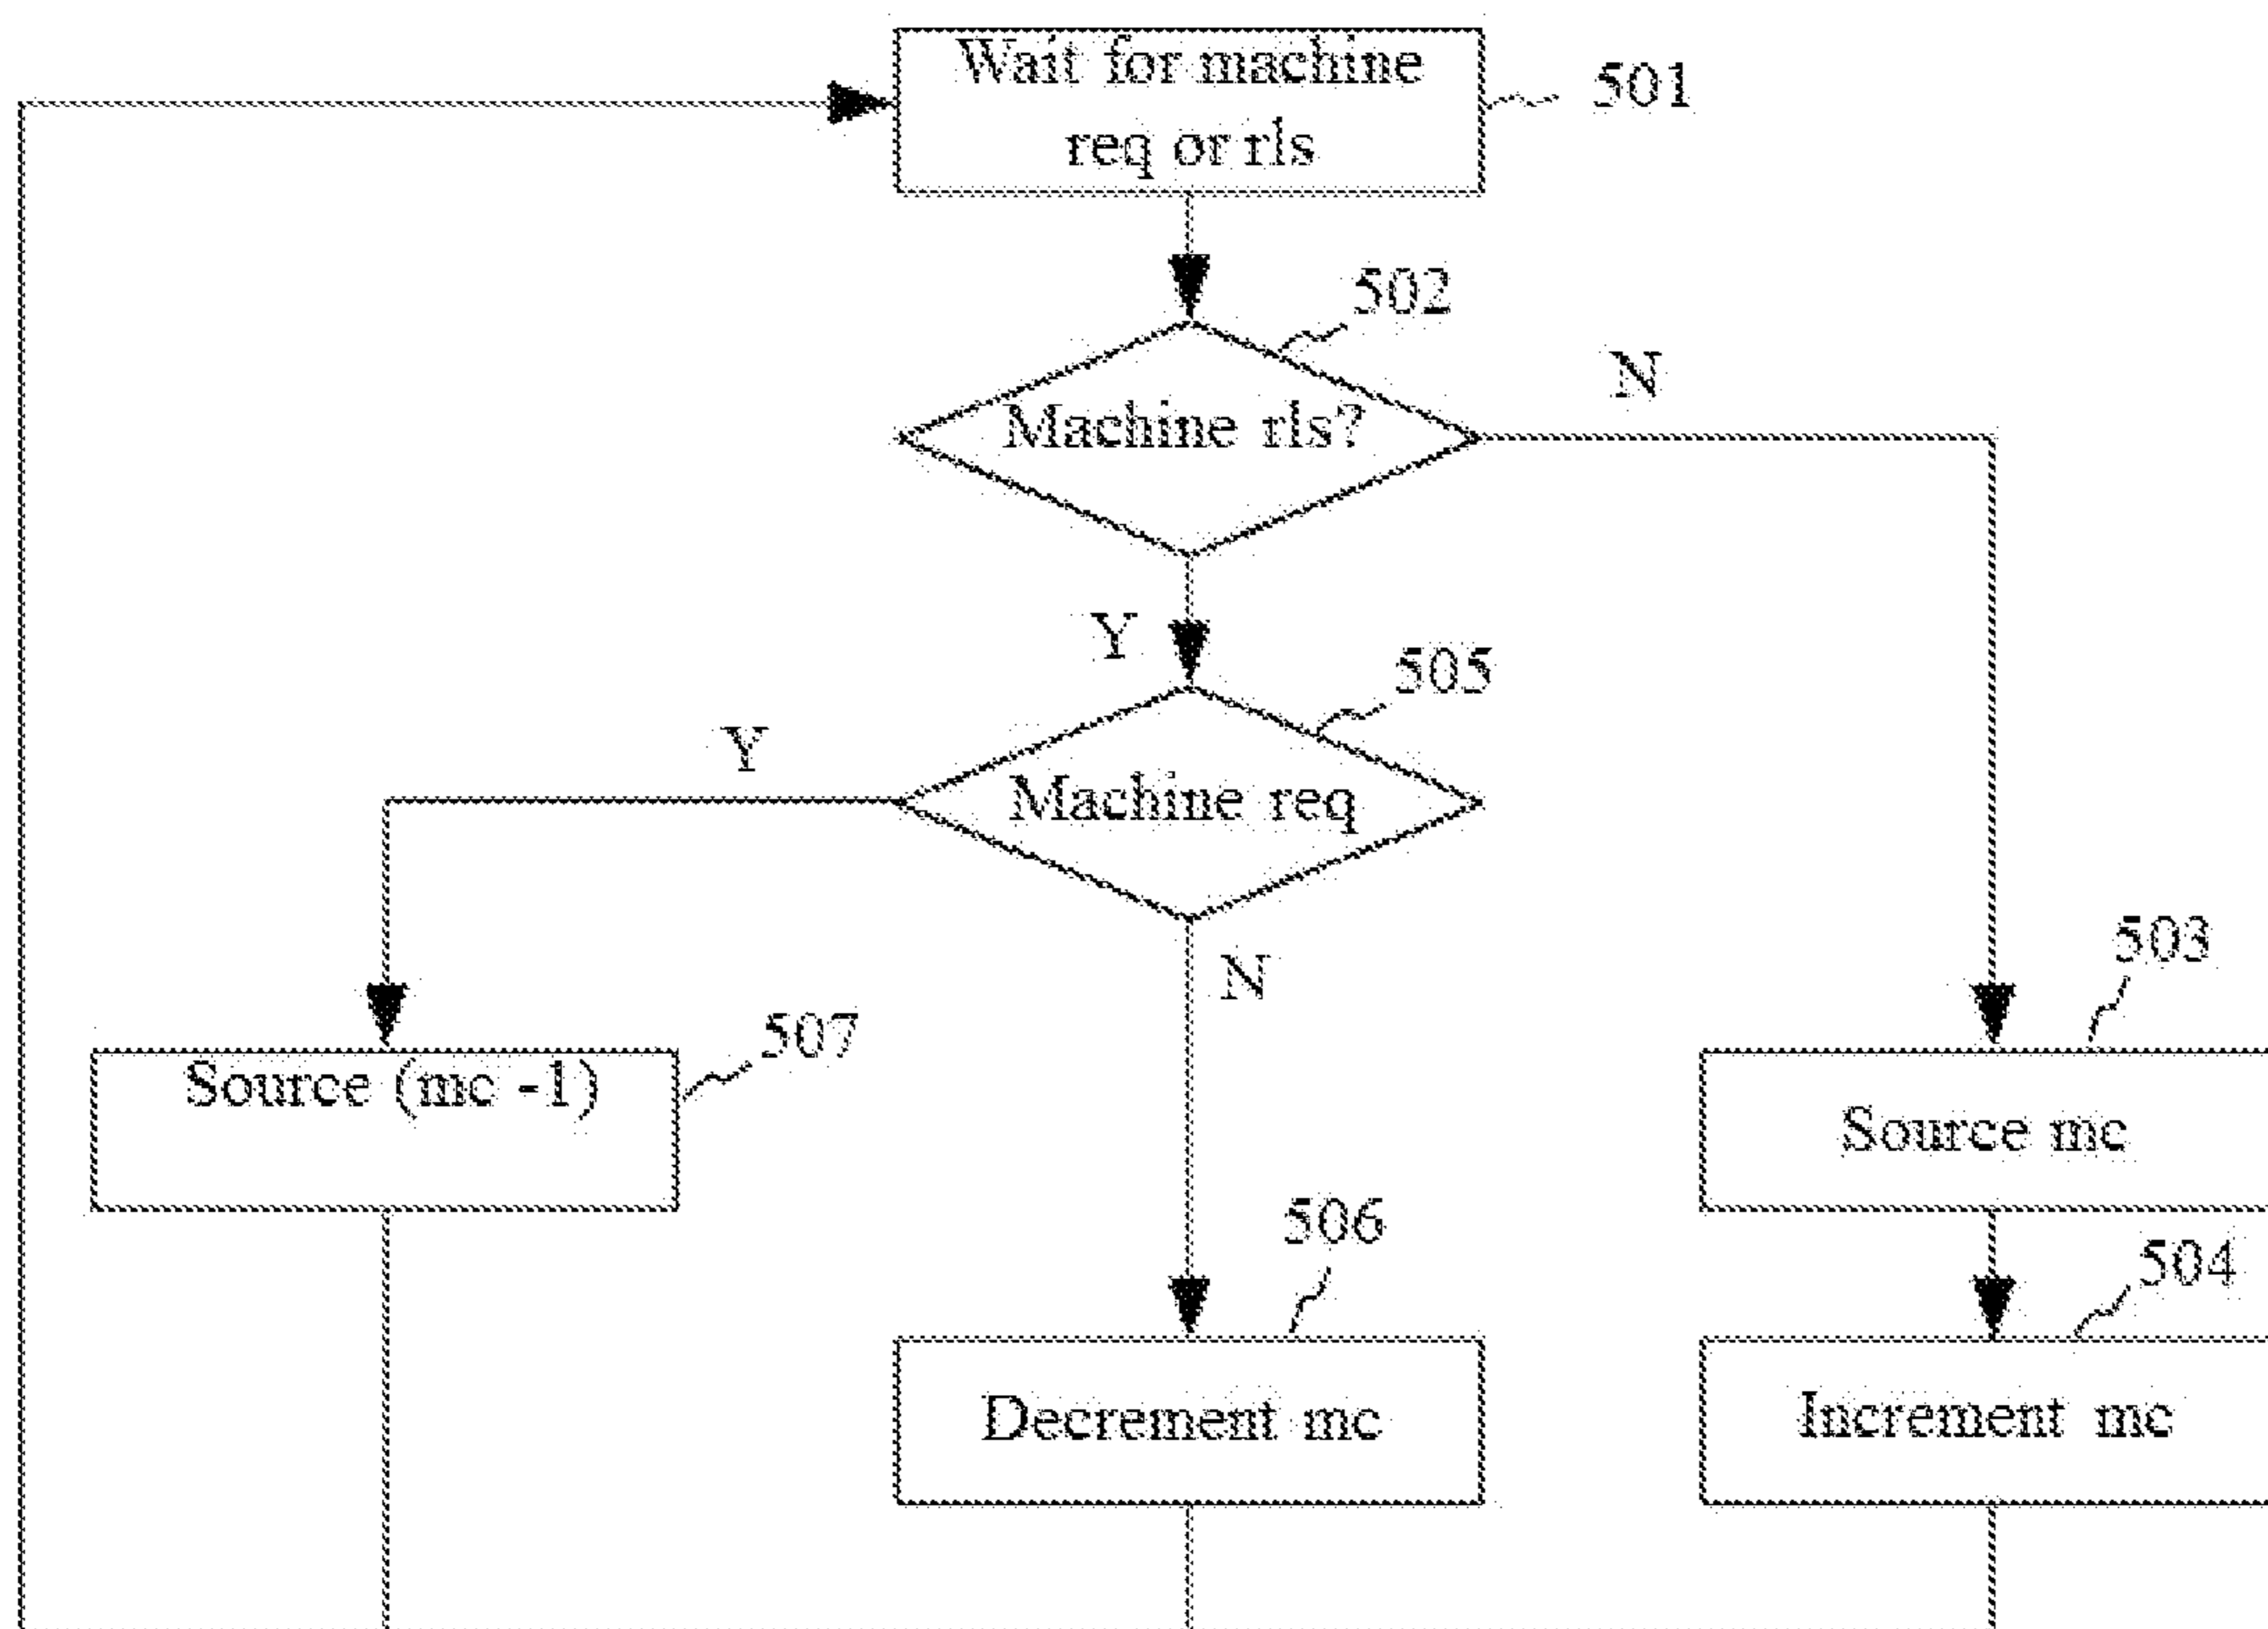 Wait for machine
req or rls
501
502
N
Machine rls?
Y
505
Y
Machine req
N
503
507
Source (mc -1)
Source mc
506
504
Decrement mc
Increment mc